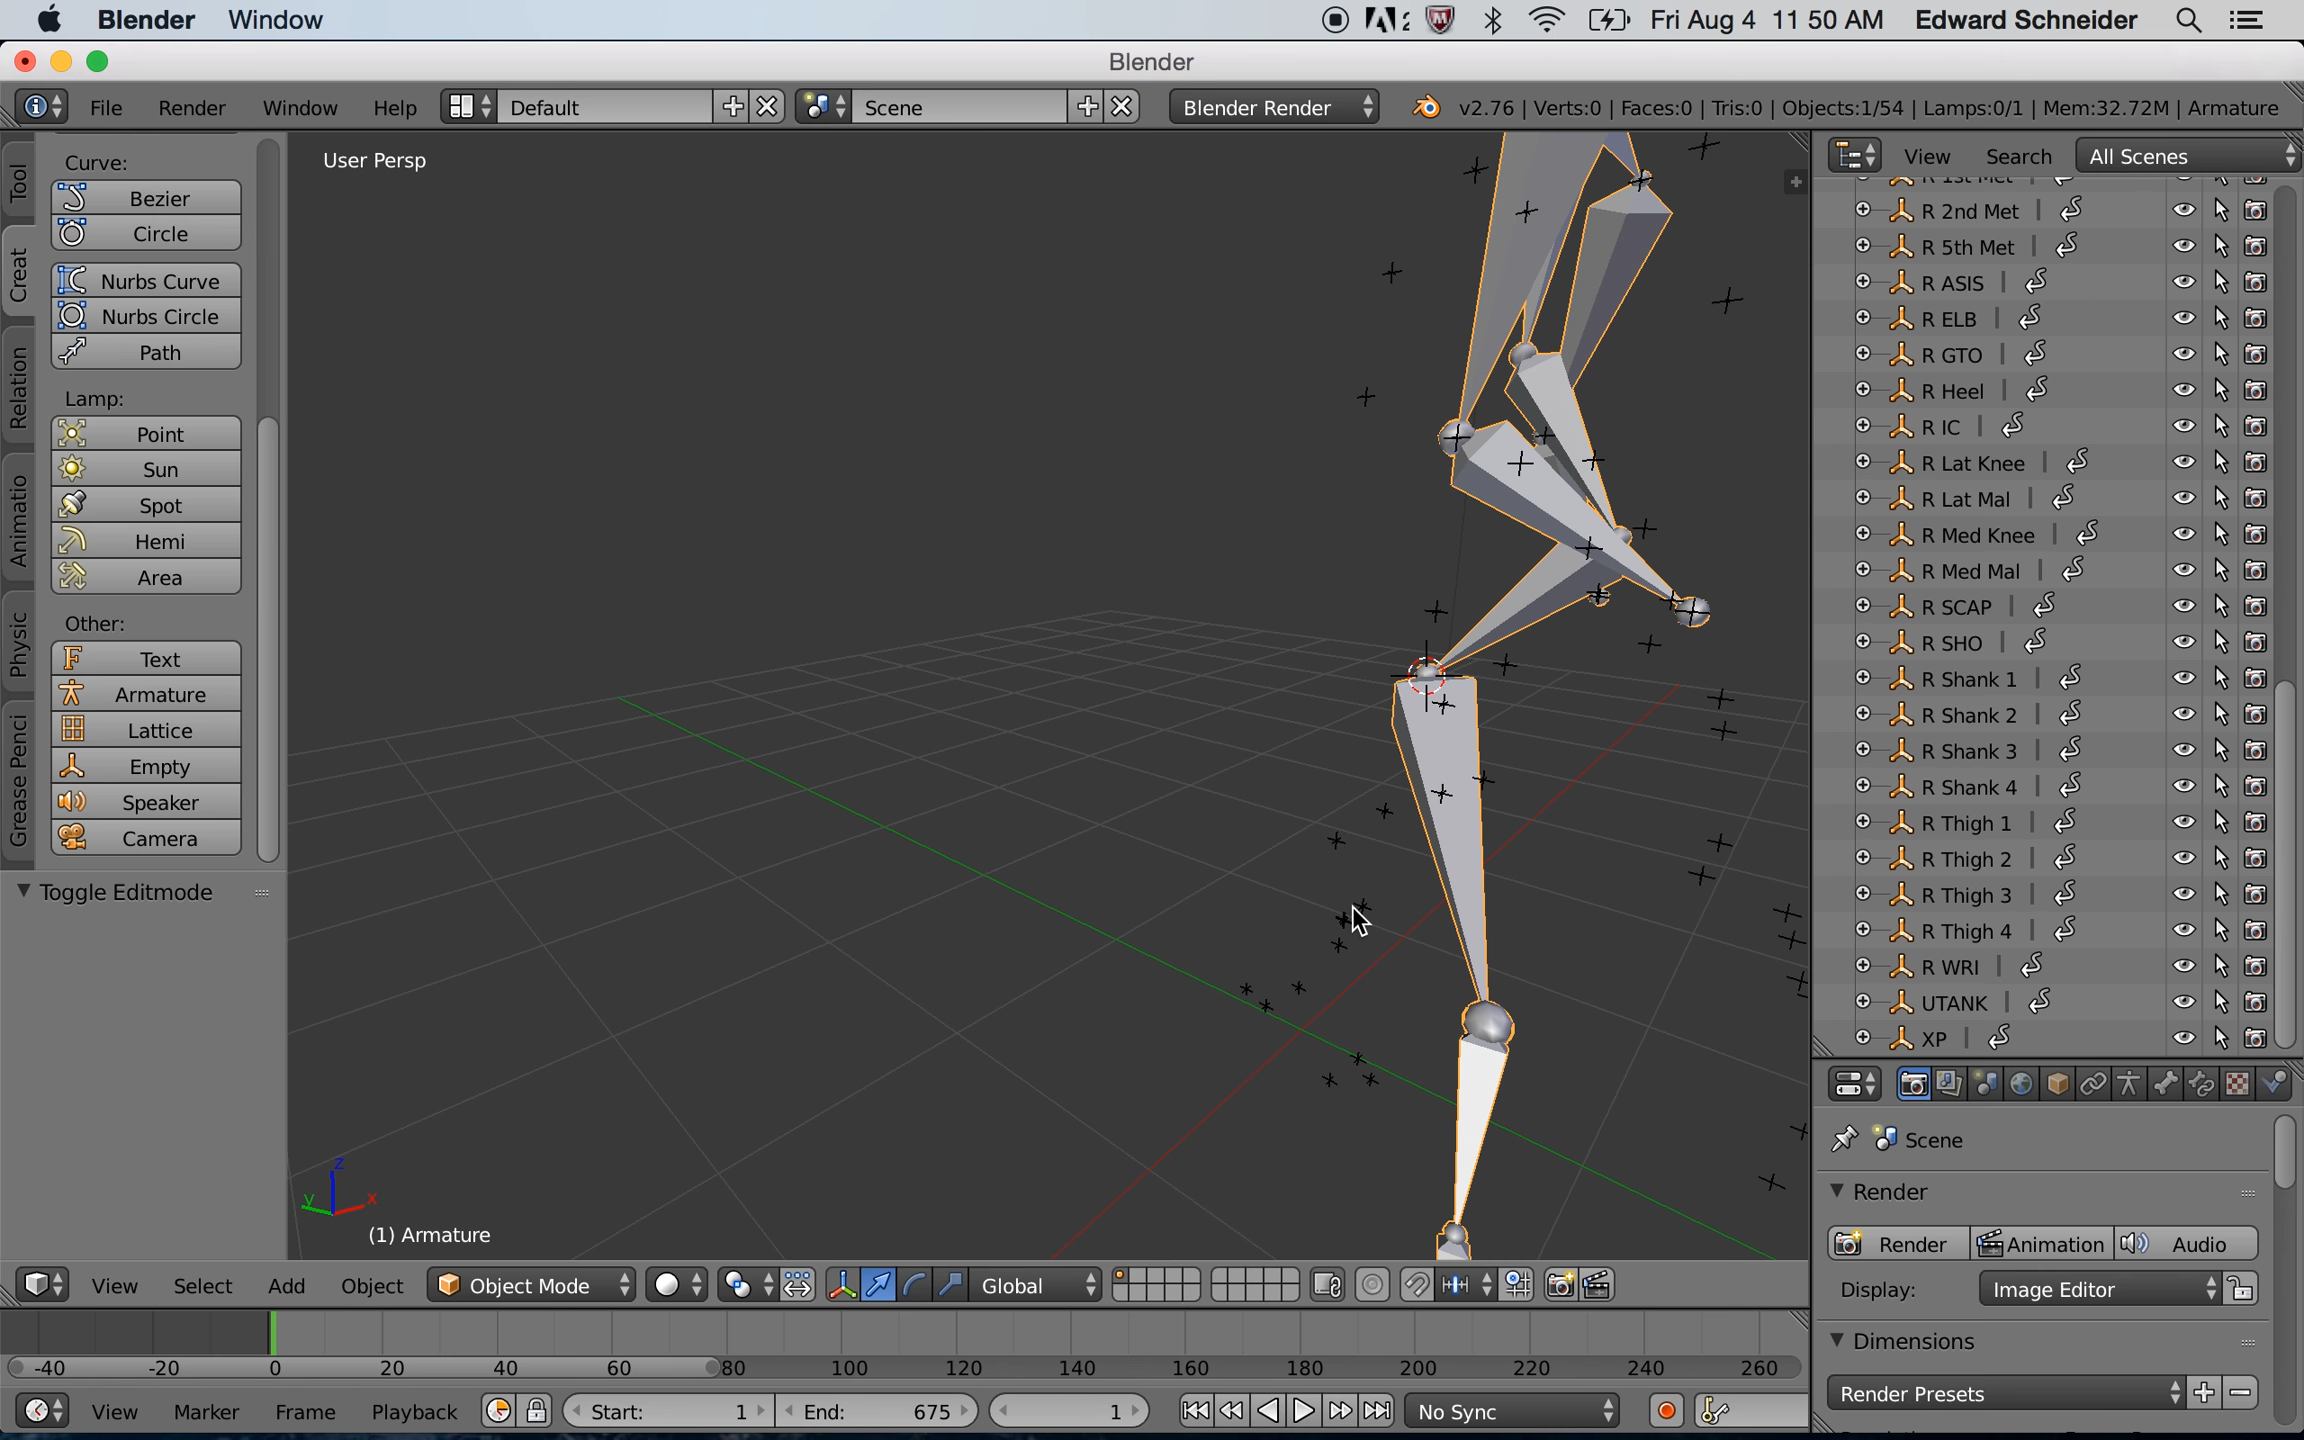 Blender Window Fri Aug 4 11 50 AM Edward Schneider
Blender
File Render Window Help Default Scene Blender Render v2.76 | Verts:0 | Faces:0 | Tris:0 | Objects:1/54 | Lamps:0/1 | Mem:32.72M | Armature
Tool
Creat
Relation
Animatio
Physic
Grease Penci
Curve:
Bezier
Circle
Nurbs Curve
Nurbs Circle
Path
Lamp:
Point
Sun
Spot
Hemi
Area
Other:
Text
Armature
Lattice
Empty
Speaker
Camera
Toggle Editmode
User Persp
z
y x
(1) Armature
View Search All Scenes
R 1st Met
R 2nd Met
R 5th Met
R ASIS
R ELB
R GTO
R Heel
R IC
R Lat Knee
R Lat Mal
R Med Knee
R Med Mal
R SCAP
R SHO
R Shank 1
R Shank 2
R Shank 3
R Shank 4
R Thigh 1
R Thigh 2
R Thigh 3
R Thigh 4
R WRI
UTANK
XP
Scene
Render
Render Animation Audio
Display: Image Editor
Dimensions
Render Presets
View Select Add Object Object Mode Global
-40 -20 0 20 40 60 80 100 120 140 160 180 200 220 240 260
View Marker Frame Playback Start: 1 End: 675 1 No Sync